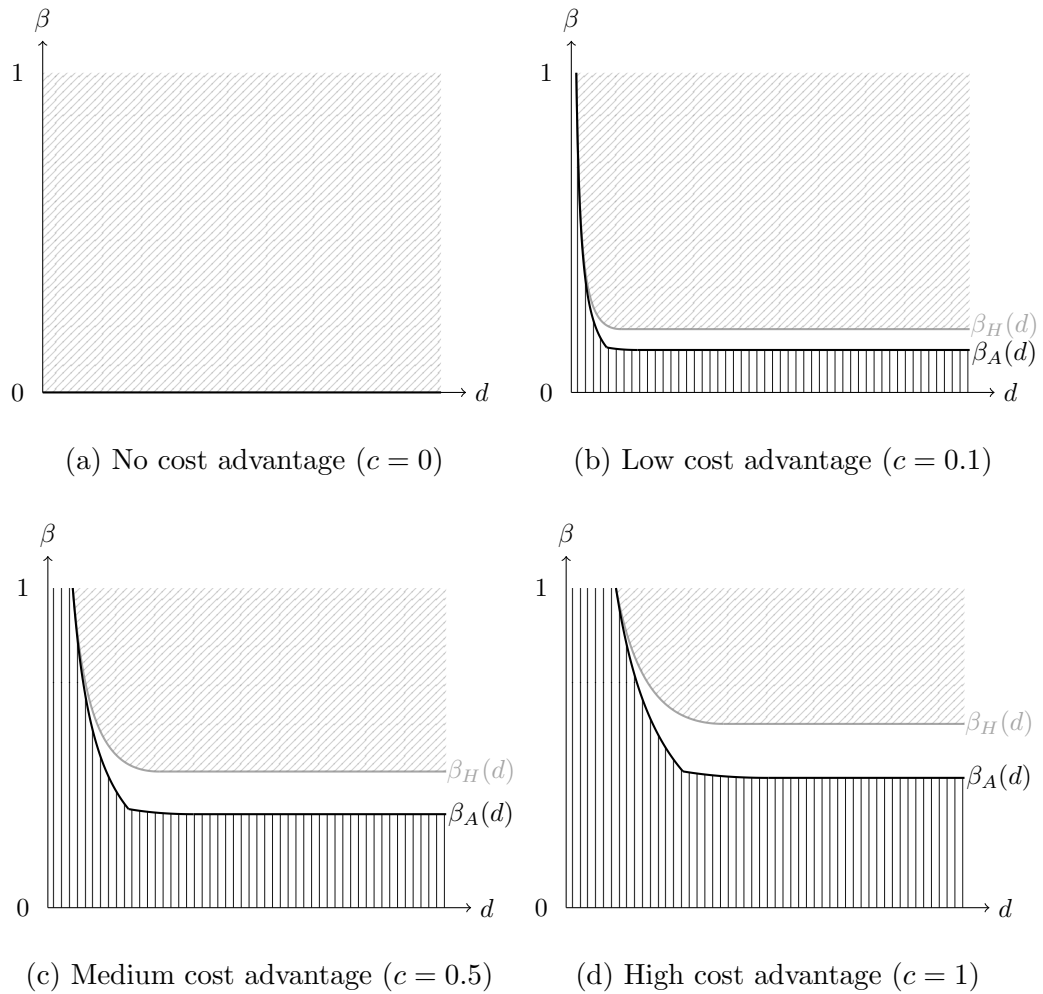 β
1
0
d
(a) No cost advantage (c = 0)
β
1
0
β_H(d)
β_A(d)
d
(b) Low cost advantage (c = 0.1)
β
1
β_H(d)
β_A(d)
0
d
(c) Medium cost advantage (c = 0.5)
β
1
β_H(d)
β_A(d)
0
d
(d) High cost advantage (c = 1)